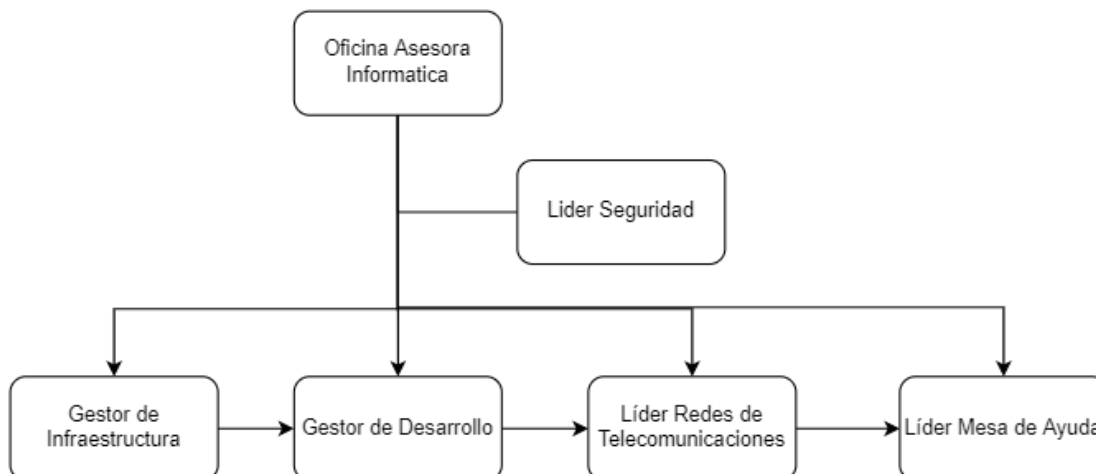 Oficina Asesora
Informatica
Lider Seguridad
Gestor de
Infraestructura
Gestor de Desarrollo
Líder Redes de
Telecomunicaciones
Líder Mesa de Ayuda